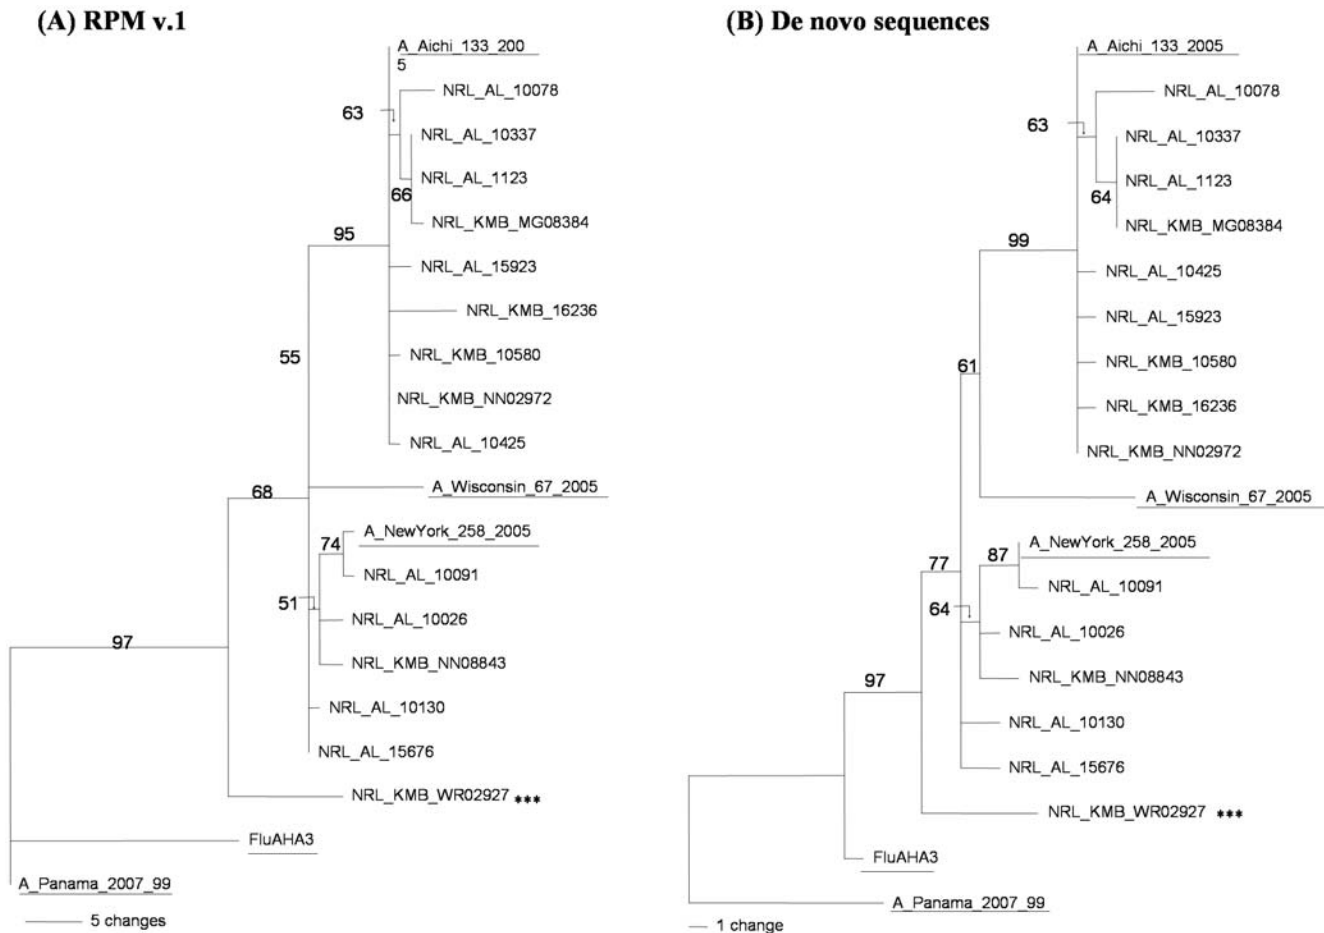 (A) RPM v.1
A_Aichi_133_200
5
NRL_AL_10078
63
NRL_AL_10337
NRL_AL_1123
66
NRL_KMB_MG08384
95
NRL_AL_15923
NRL_KMB_16236
55
NRL_KMB_10580
NRL_KMB_NN02972
NRL_AL_10425
68
A_Wisconsin_67_2005
A_NewYork_258_2005
74
NRL_AL_10091
51
NRL_AL_10026
97
NRL_KMB_NN08843
NRL_AL_10130
NRL_AL_15676
NRL_KMB_WR02927 ***
FluAHA3
A_Panama_2007_99
5 changes
(B) De novo sequences
A_Aichi_133_2005
NRL_AL_10078
63
NRL_AL_10337
NRL_AL_1123
64
NRL_KMB_MG08384
99
NRL_AL_10425
NRL_AL_15923
61
NRL_KMB_10580
NRL_KMB_16236
NRL_KMB_NN02972
A_Wisconsin_67_2005
A_NewYork_258_2005
87
77
NRL_AL_10091
64
NRL_AL_10026
NRL_KMB_NN08843
97
NRL_AL_10130
NRL_AL_15676
NRL_KMB_WR02927 ***
FluAHA3
A_Panama_2007_99
1 change